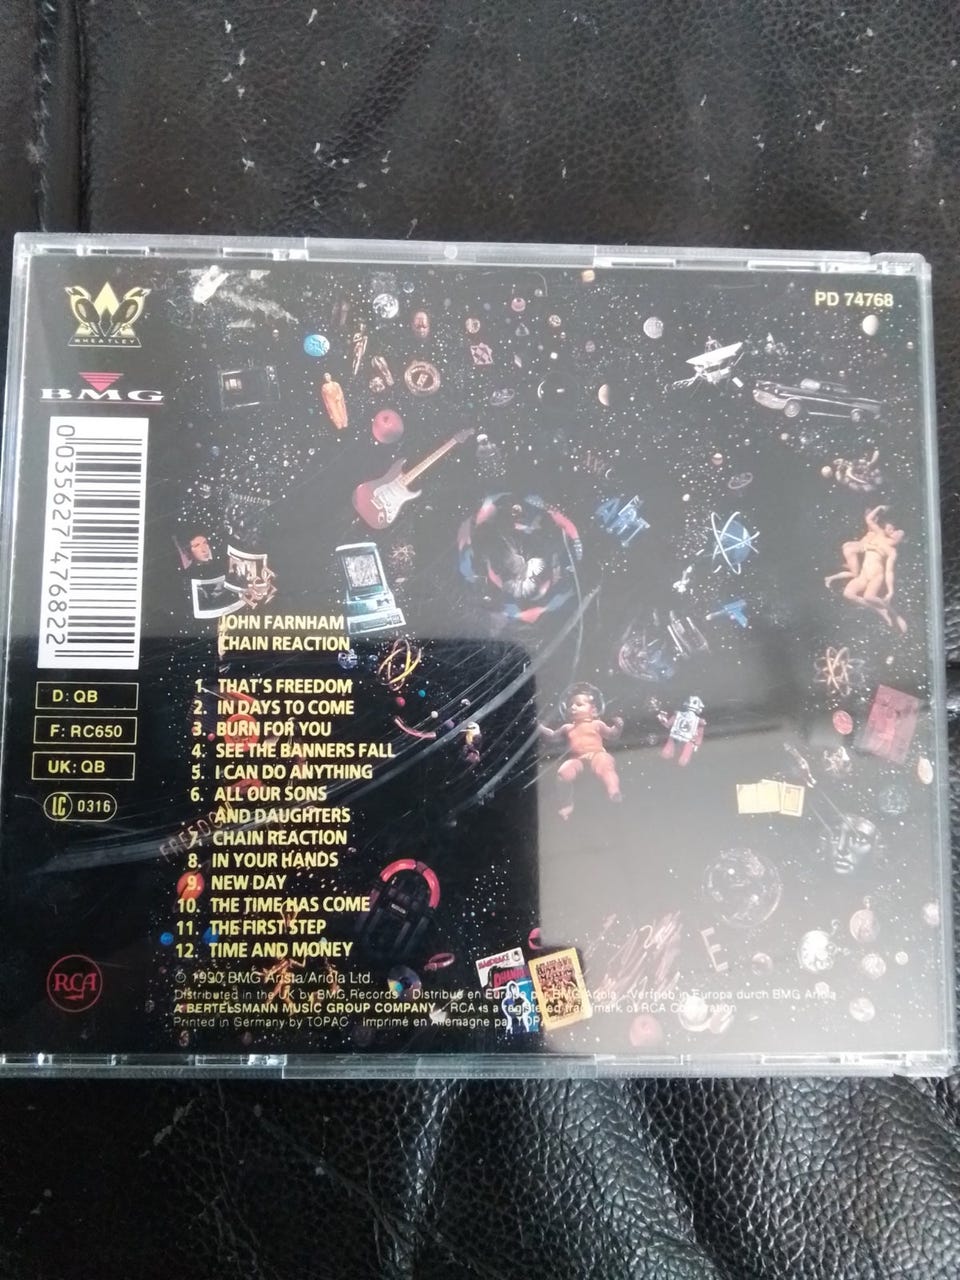 WHEATLEY
PD 74768
BMG
0035627476822
ART
JOHN FARNHAM
CHAIN REACTION
1. THAT'S FREEDOM
2. IN DAYS TO COME
3. BURN FOR YOU
4. SEE THE BANNERS FALL
5. I CAN DO ANYTHING
6. ALL OUR SONS
AND DAUGHTERS
7. CHAIN REACTION
8. IN YOUR HANDS
9. NEW DAY
10. THE TIME HAS COME
11. THE FIRST STEP
12. TIME AND MONEY
D: QB
F: RC650
UK: QB
LC 0316
FREEDOM
E
RCA
© 1990 BMG Ariola/Ariola Ltd.
Distributed in the UK by BMG Records · Distribué en Europe par BMG Ariola · Vertrieb in Europa durch BMG Ariola
A BERTELSMANN MUSIC GROUP COMPANY · RCA is a registered trademark of RCA Corporation
Printed in Germany by TOPAC · Imprimé en Allemagne par TOPAC